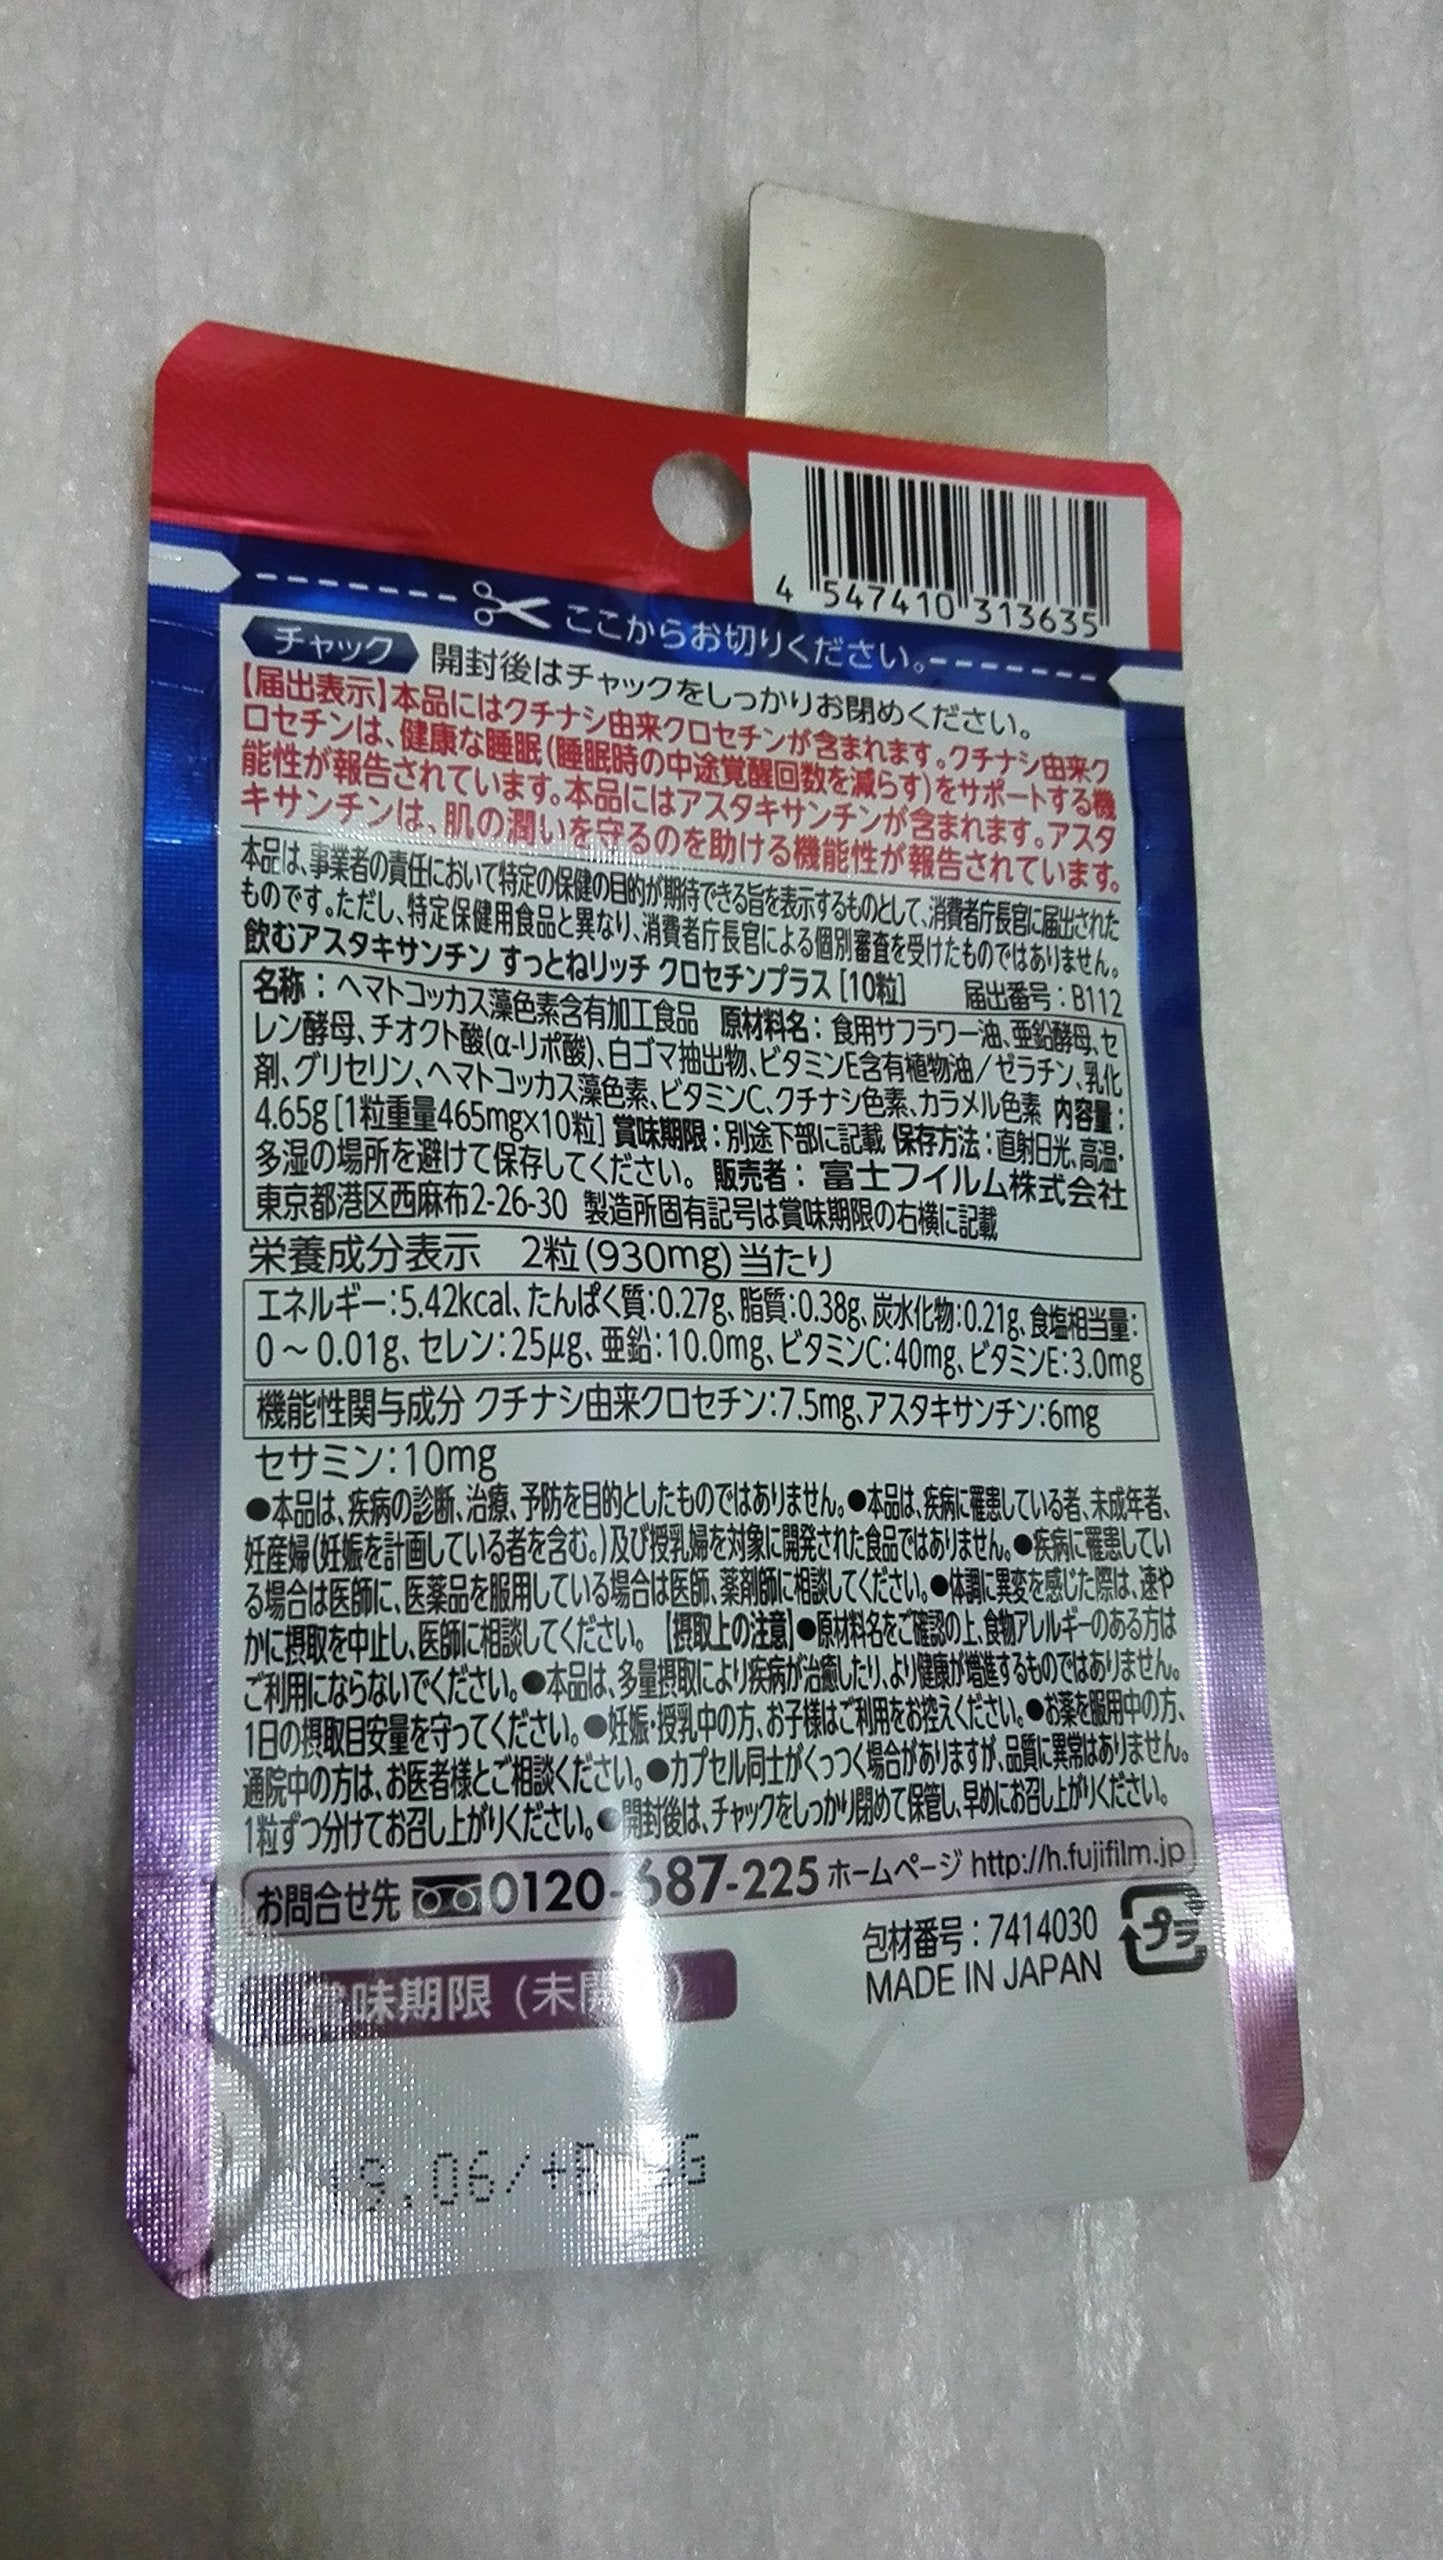 4 547410 313635
ここからお切りください。
チャック 開封後はチャックをしっかりお閉めください。
【届出表示】本品にはクチナシ由来クロセチンが含まれます。クチナシ由来ク
ロセチンは、健康な睡眠(睡眠時の中途覚醒回数を減らす)をサポートする機
能性が報告されています。本品にはアスタキサンチンが含まれます。アスタ
キサンチンは、肌の潤いを守るのを助ける機能性が報告されています。
本品は、事業者の責任において特定の保健の目的が期待できる旨を表示するものとして、消費者庁長官に届出された
ものです。ただし、特定保健用食品と異なり、消費者庁長官による個別審査を受けたものではありません。
飲むアスタキサンチン すっとねリッチ クロセチンプラス [10粒] 届出番号:B112
名称:ヘマトコッカス藻色素含有加工食品 原材料名:食用サフラワー油、亜鉛酵母、セ
レン酵母、チオクト酸(α-リポ酸)、白ゴマ抽出物、ビタミンE含有植物油/ゼラチン、乳化
剤、グリセリン、ヘマトコッカス藻色素、ビタミンC、クチナシ色素、カラメル色素 内容量:
4.65g[1粒重量465mg×10粒] 賞味期限:別途下部に記載 保存方法:直射日光、高温・
多湿の場所を避けて保存してください。 販売者:富士フイルム株式会社
東京都港区西麻布2-26-30 製造所固有記号は賞味期限の右横に記載
栄養成分表示 2粒(930mg)当たり
エネルギー:5.42kcal、たんぱく質:0.27g、脂質:0.38g、炭水化物:0.21g、食塩相当量:
0~0.01g、セレン:25μg、亜鉛:10.0mg、ビタミンC:40mg、ビタミンE:3.0mg
機能性関与成分 クチナシ由来クロセチン:7.5mg、アスタキサンチン:6mg
セサミン:10mg
●本品は、疾病の診断、治療、予防を目的としたものではありません。●本品は、疾病に罹患している者、未成年者、
妊産婦(妊娠を計画している者を含む。)及び授乳婦を対象に開発された食品ではありません。●疾病に罹患してい
る場合は医師に、医薬品を服用している場合は医師、薬剤師に相談してください。●体調に異変を感じた際は、速や
かに摂取を中止し、医師に相談してください。【摂取上の注意】●原材料名をご確認の上、食物アレルギーのある方は
ご利用にならないでください。●本品は、多量摂取により疾病が治癒したり、より健康が増進するものではありません。
1日の摂取目安量を守ってください。●妊娠・授乳中の方、お子様はご利用をお控えください。●お薬を服用中の方、
通院中の方は、お医者様とご相談ください。●カプセル同士がくっつく場合がありますが、品質に異常はありません。
1粒ずつ分けてお召し上がりください。●開封後は、チャックをしっかり閉めて保管し、早めにお召し上がりください。
お問合せ先 0120-687-225 ホームページ http://h.fujifilm.jp
包材番号:7414030
MADE IN JAPAN
プラ
味期限(未開
9.06/+B